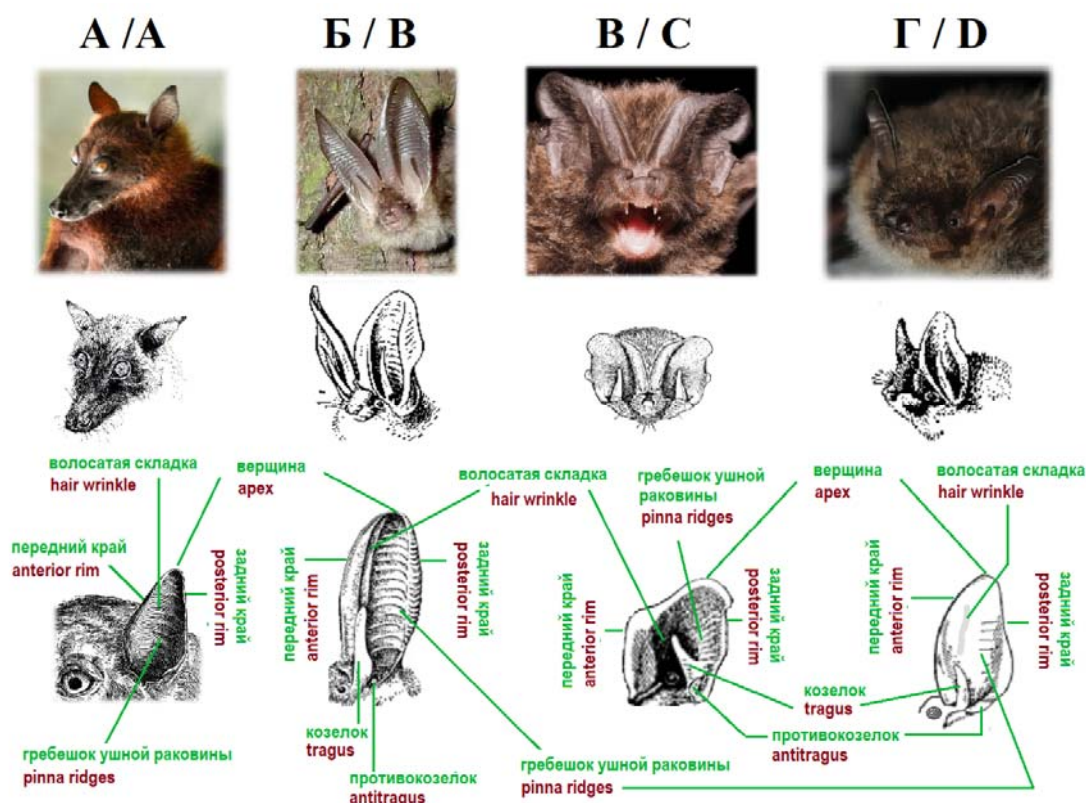 А /A
Б / B
В / C
Г / D
волосатая складка
hair wrinkle
верщина
apex
волосатая складка
hair wrinkle
гребешок ушной
раковины
pinna ridges
верщина
apex
волосатая складка
hair wrinkle
передний край
anterior rim
задний край
posterior rim
передний край
anterior rim
задний край
posterior rim
передний край
anterior rim
задний край
posterior rim
передний край
anterior rim
задний край
posterior rim
гребешок ушной раковины
pinna ridges
козелок
tragus
противокозелок
antitragus
гребешок ушной раковины
pinna ridges
козелок
tragus
противокозелок
antitragus